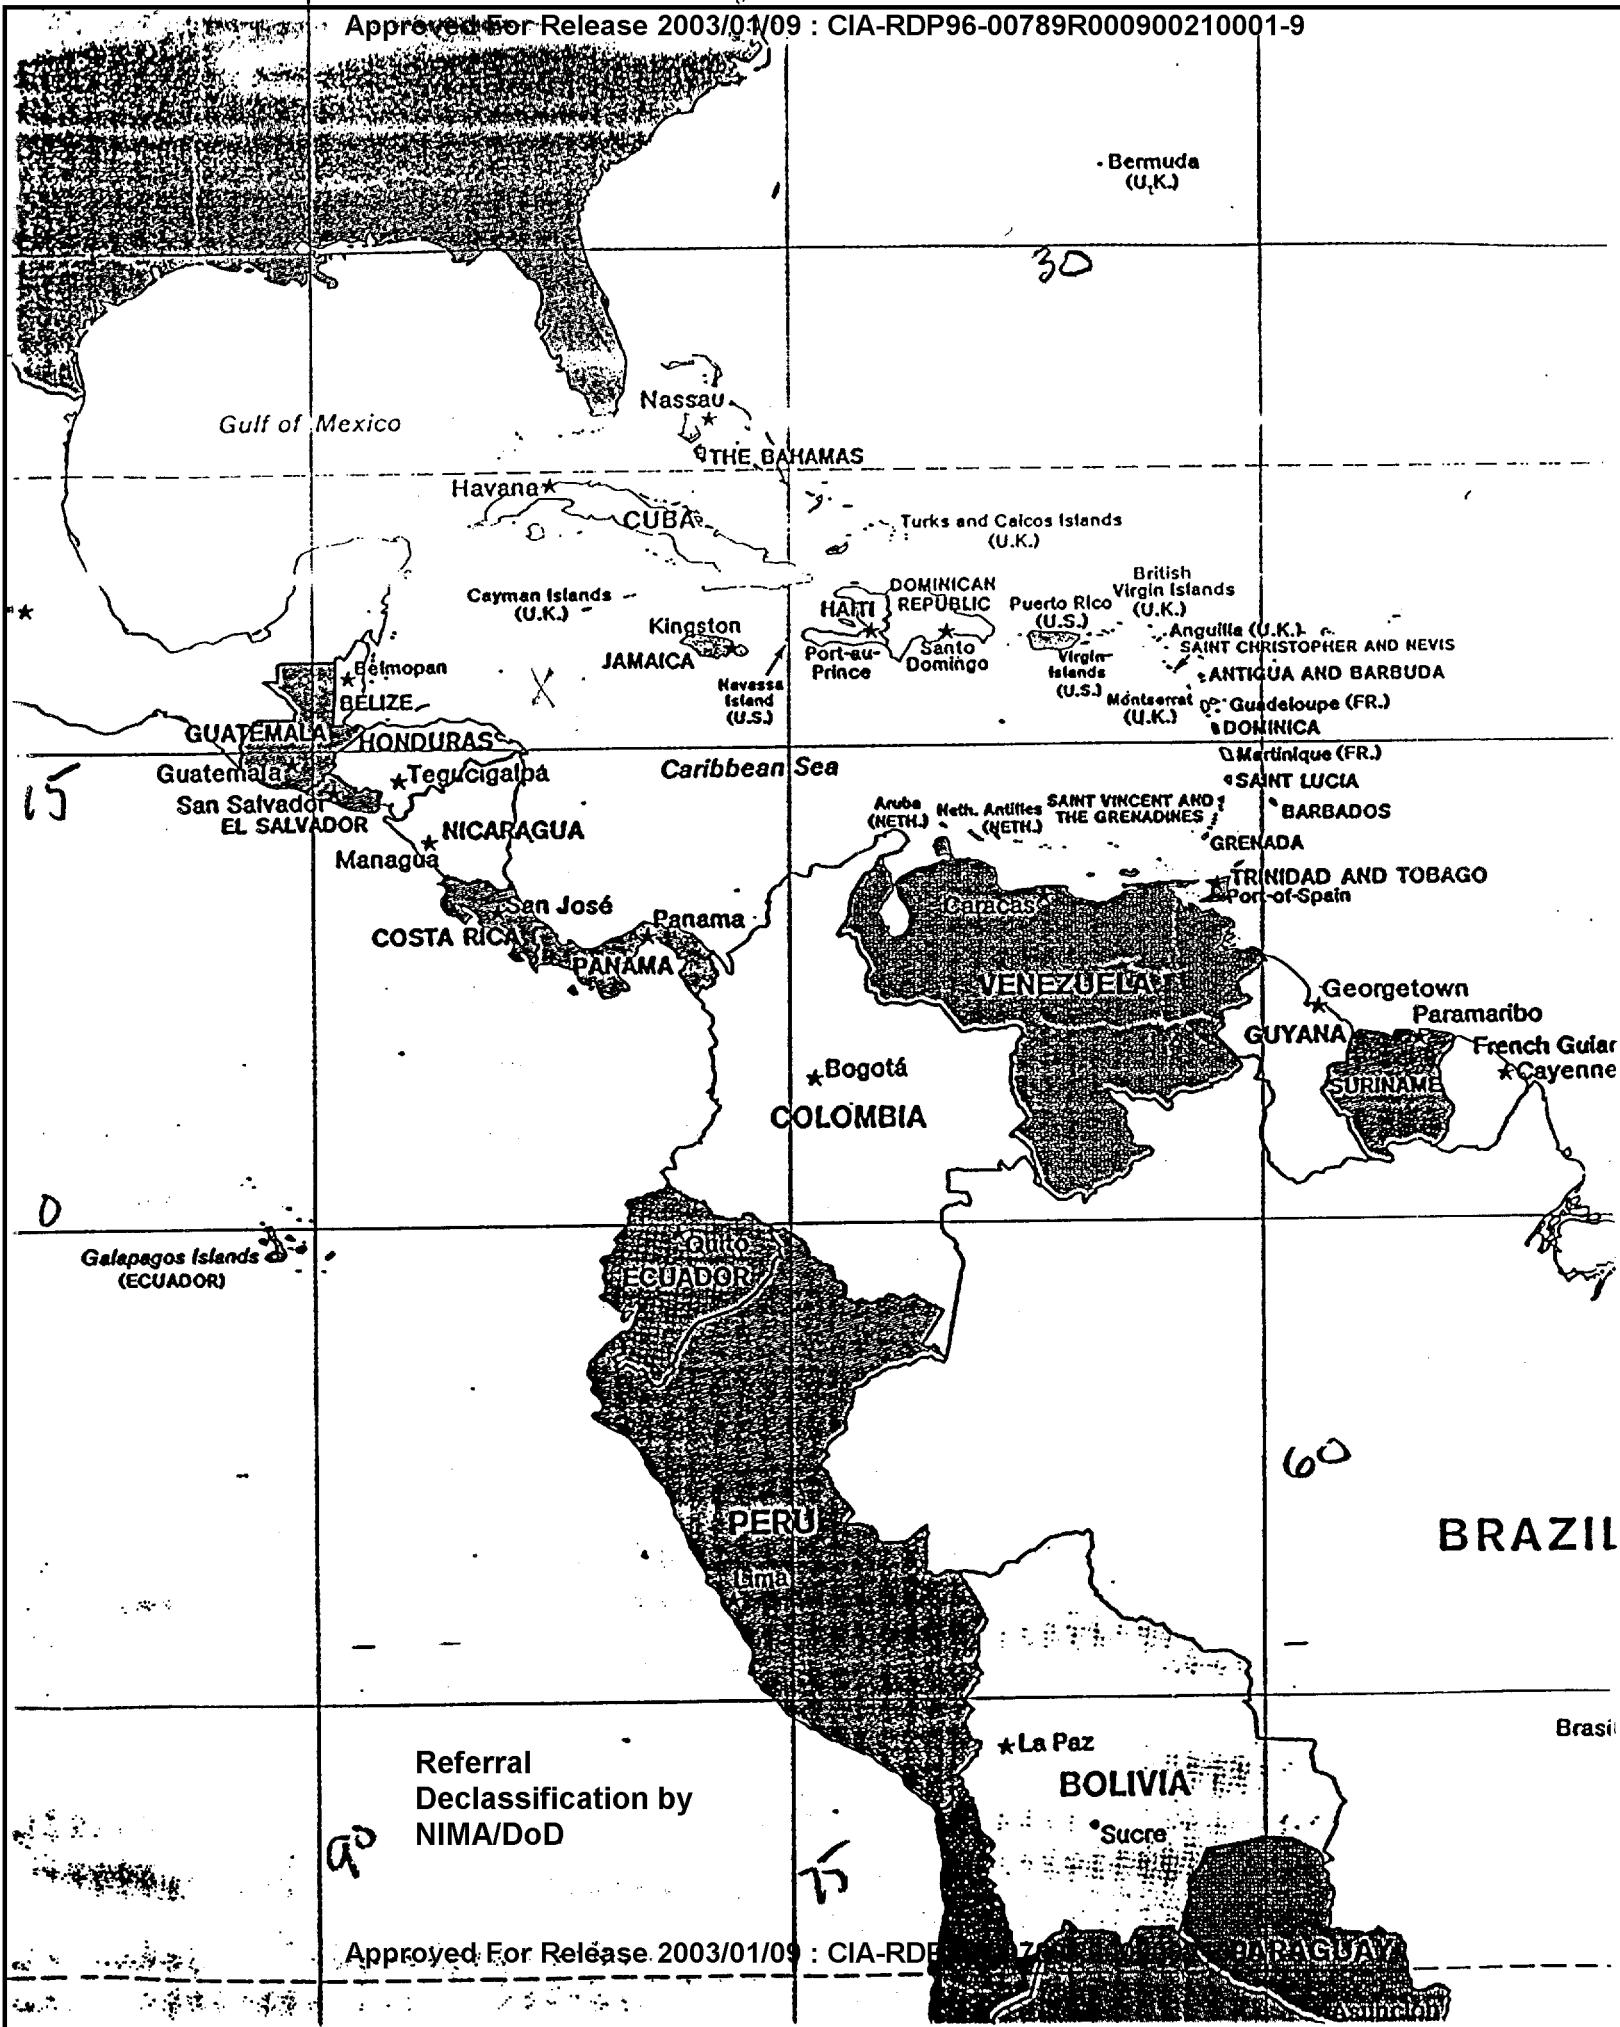 Approved For Release 2003/01/09 : CIA-RDP96-00789R000900210001-9
Bermuda
(U.K.)
30
Gulf of Mexico
Nassau
THE BAHAMAS
Havana
CUBA
Turks and Caicos Islands
(U.K.)
Cayman Islands
(U.K.)
Kingston
JAMAICA
Navassa
Island
(U.S.)
HAITI
Port-au-
Prince
DOMINICAN
REPUBLIC
Santo
Domingo
Puerto Rico
(U.S.)
British
Virgin Islands
(U.K.)
Virgin
Islands
(U.S.)
Anguilla (U.K.)
SAINT CHRISTOPHER AND NEVIS
ANTIGUA AND BARBUDA
Montserrat
(U.K.)
Guadeloupe (FR.)
DOMINICA
Martinique (FR.)
SAINT LUCIA
BARBADOS
SAINT VINCENT AND
THE GRENADINES
GRENADA
Aruba
(NETH.)
Neth. Antilles
(NETH.)
TRINIDAD AND TOBAGO
Port-of-Spain
Belmopan
BELIZE
GUATEMALA
Guatemala
HONDURAS
Tegucigalpa
Caribbean Sea
15
San Salvador
EL SALVADOR
NICARAGUA
Managua
San José
COSTA RICA
Panama
PANAMA
Caracas
VENEZUELA
Georgetown
GUYANA
Paramaribo
SURINAME
French Guian
Cayenne
Bogotá
COLOMBIA
0
Galapagos Islands
(ECUADOR)
Quito
ECUADOR
60
PERU
Lima
BRAZIL
Brasi
La Paz
BOLIVIA
Sucre
Referral
Declassification by
NIMA/DoD
90
75
Approved For Release 2003/01/09 : CIA-RDP
PARAGUAY
Asunción